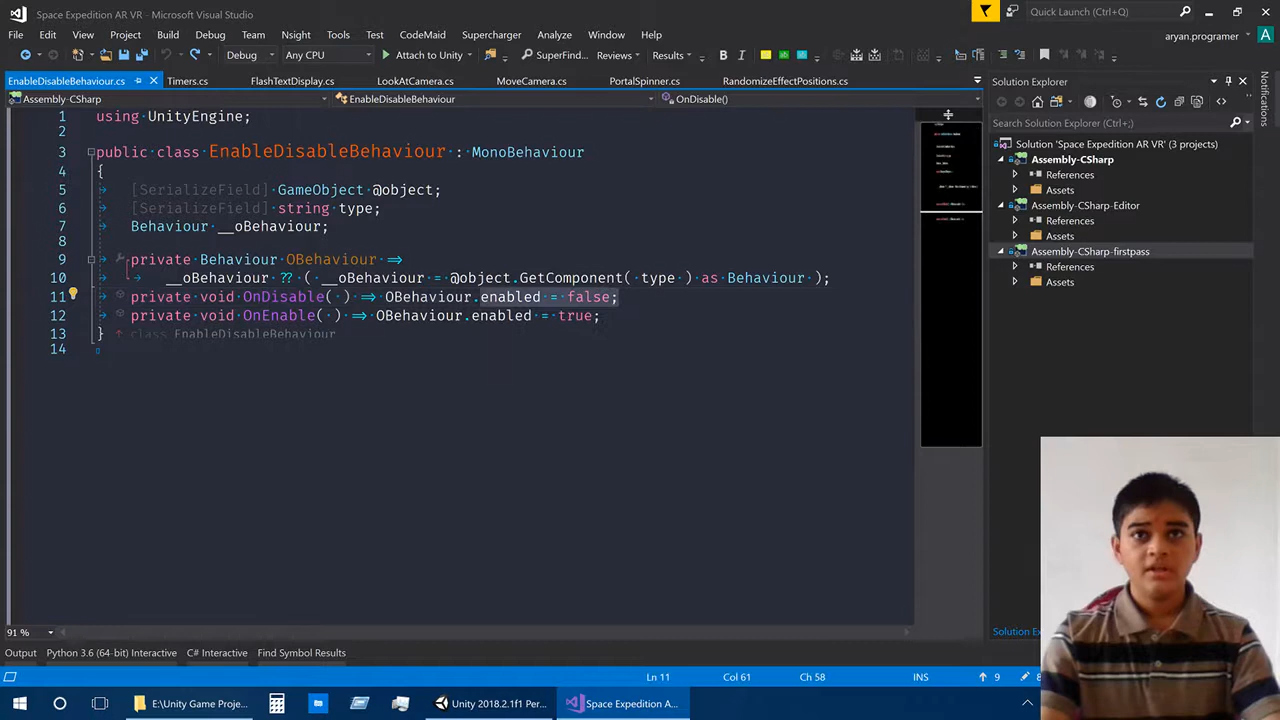 Space Expedition AR VR - Microsoft Visual Studio
Quick Launch (Ctrl+;)
File Edit View Project Build Debug Team Nsight Tools Test CodeMaid Supercharger Analyze Window Help
aryan.programer
A
Debug Any CPU Attach to Unity SuperFind... Reviews Results B I
EnableDisableBehaviour.cs Timers.cs FlashTextDisplay.cs LookAtCamera.cs MoveCamera.cs PortalSpinner.cs RandomizeEffectPositions.cs
Assembly-CSharp EnableDisableBehaviour OnDisable()
1 using UnityEngine;
2
3 public class EnableDisableBehaviour : MonoBehaviour
4 {
5 [SerializeField] GameObject @object;
6 [SerializeField] string type;
7 Behaviour __oBehaviour;
8
9 private Behaviour OBehaviour =>
10 __oBehaviour ?? ( __oBehaviour = @object.GetComponent( type ) as Behaviour );
11 private void OnDisable( ) => OBehaviour.enabled = false;
12 private void OnEnable( ) => OBehaviour.enabled = true;
13 } class EnableDisableBehaviour
14
Solution Explorer
Search Solution Explorer (Ctrl+;)
Solution 'Space Expedition AR VR' (3 projects)
Assembly-CSharp
References
Assets
Assembly-CSharp-Editor
References
Assets
Assembly-CSharp-firstpass
References
Assets
Notifications
91 %
Solution Ex
Output Python 3.6 (64-bit) Interactive C# Interactive Find Symbol Results
Ln 11 Col 61 Ch 58 INS 9
E:\Unity Game Proje... Unity 2018.2.1f1 Per... Space Expedition A...